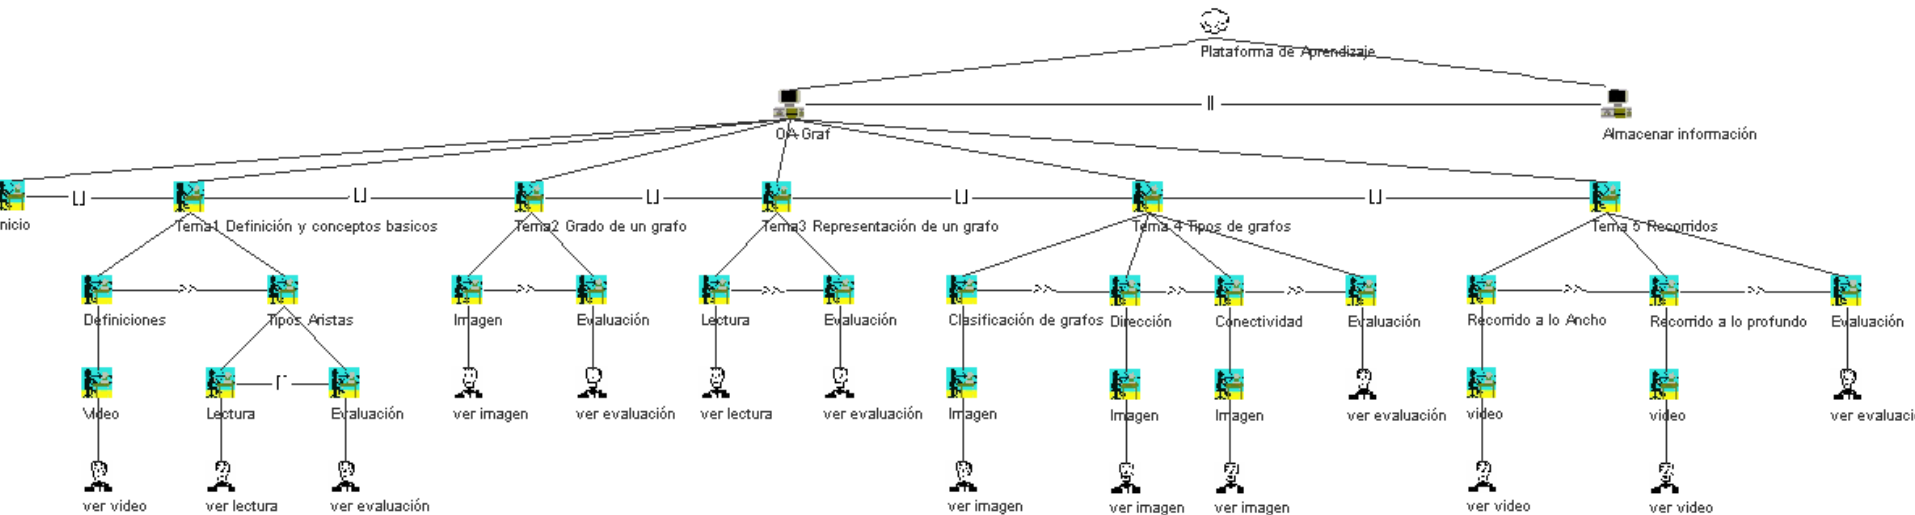 Plataforma de Aprendizaje
||
OA Graf
Almacenar información
[] [] [] [] []
nicio
Tema1 Definición y conceptos basicos
Tema2 Grado de un grafo
Tema3 Representación de un grafo
Tema 4 Tipos de grafos
Tema 5 Recorridos
>> >> >> >> >> >> >> >>
Definiciones
Tipos Aristas
Imagen
Evaluación
Lectura
Evaluación
Clasificación de grafos
Dirección
Conectividad
Evaluación
Recorrido a lo Ancho
Recorrido a lo profundo
Evaluación
Video
Lectura
Evaluación
ver imagen
ver evaluación
ver lectura
ver evaluación
Imagen
Imagen
Imagen
ver evaluación
video
video
ver evaluaci
ver video
ver lectura
ver evaluación
ver imagen
ver imagen
ver imagen
ver video
ver video